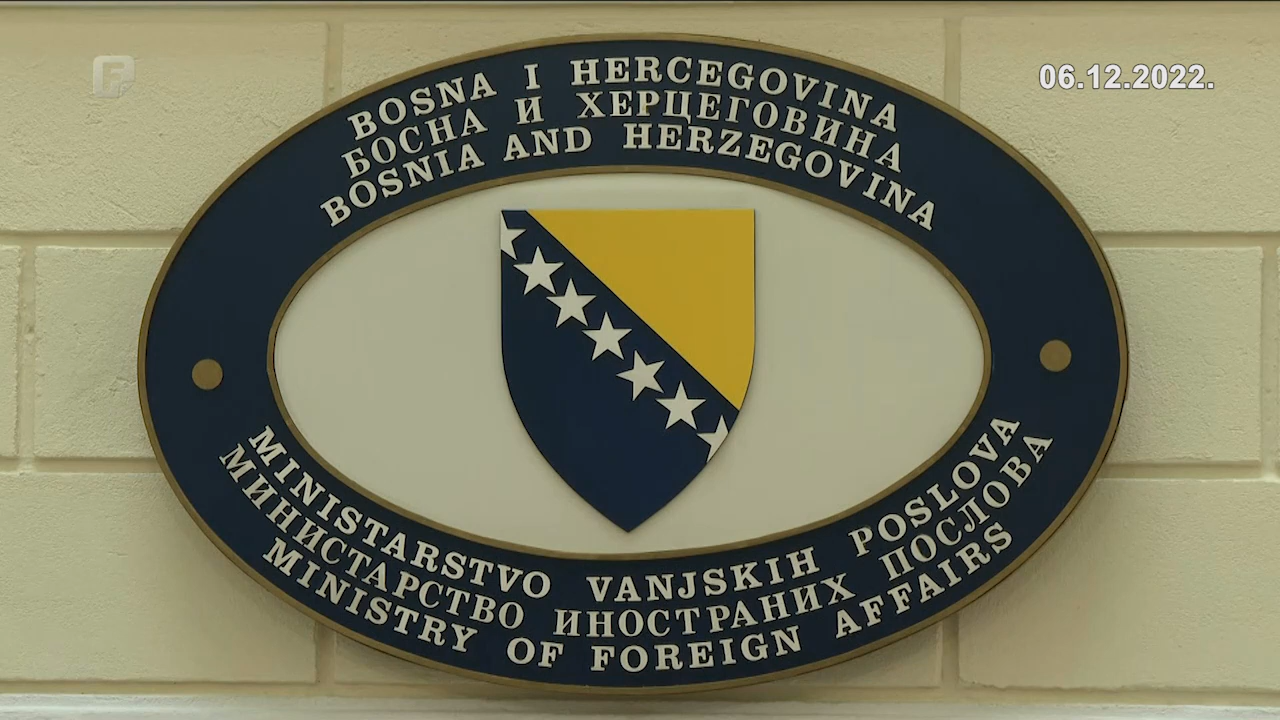 F
06.12.2022.
BOSNA I HERCEGOVINA
БОСНА И ХЕРЦЕГОВИНА
BOSNIA AND HERZEGOVINA
MINISTARSTVO VANJSKIH POSLOVA
МИНИСТАРСТВО ИНОСТРАНИХ ПОСЛОВА
MINISTRY OF FOREIGN AFFAIRS